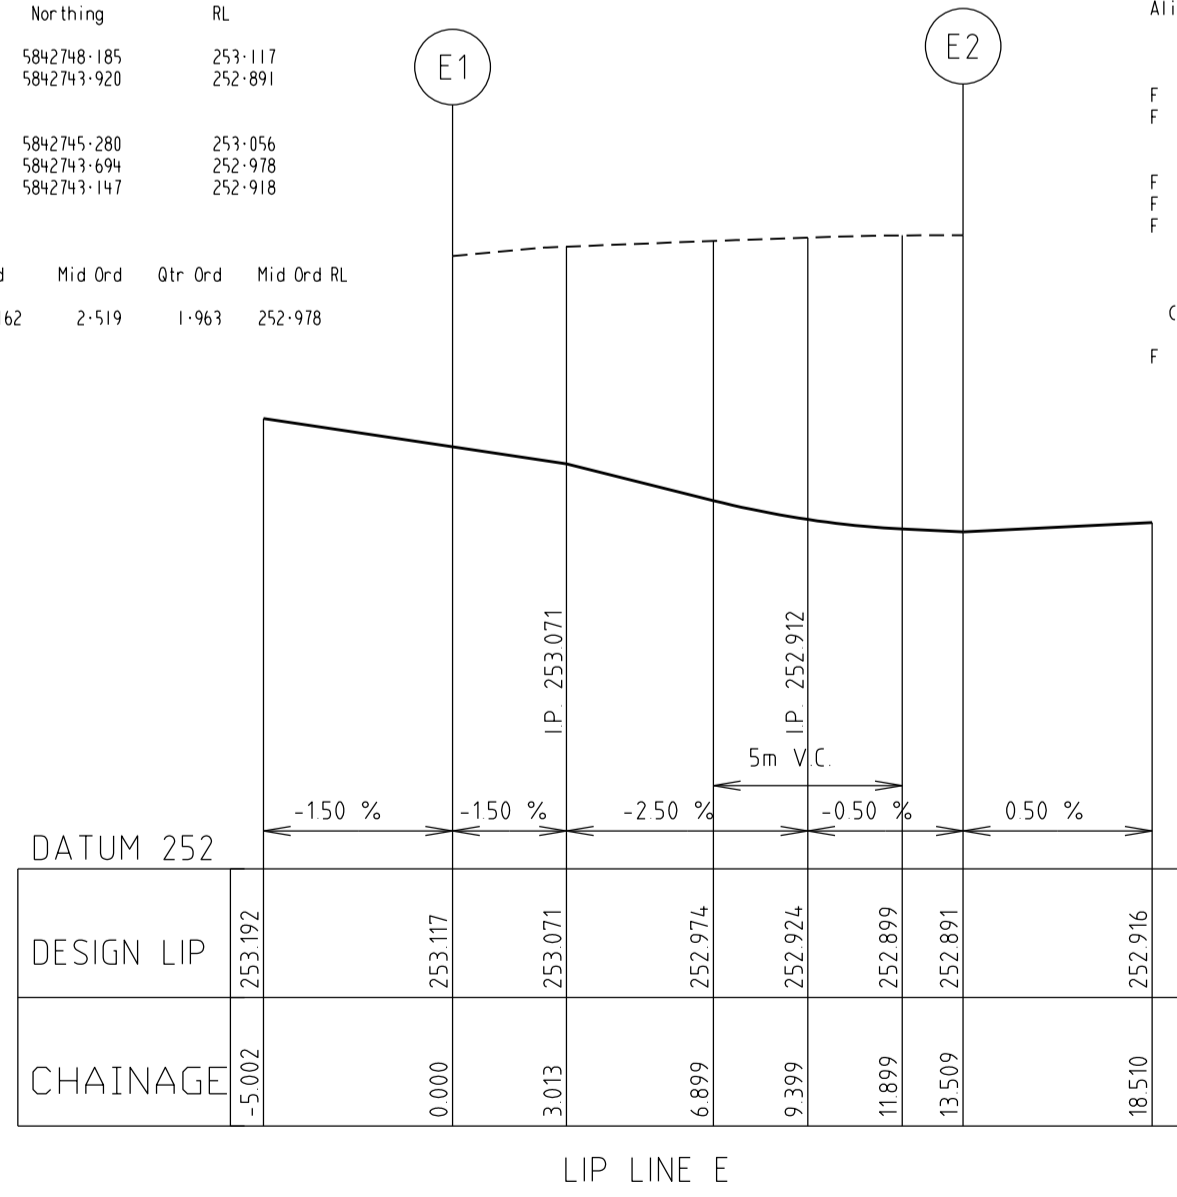 Northing RL
5842748·185 253·117
5842743·920 252·891
5842745·280 253·056
5842743·694 252·978
5842743·147 252·918
d Mid Ord Qtr Ord Mid Ord RL
162 2·519 1·963 252·978
E1
E2
Ali
F
F
F
F
F
C
F
I.P. 253.071
I.P. 252.912
5m V.C.
-1.50 % -1.50 % -2.50 % -0.50 % 0.50 %
DATUM 252
DESIGN LIP 253.192 253.117 253.071 252.974 252.924 252.899 252.891 252.916
CHAINAGE -5.002 0.000 3.013 6.899 9.399 11.899 13.509 18.510
LIP LINE E